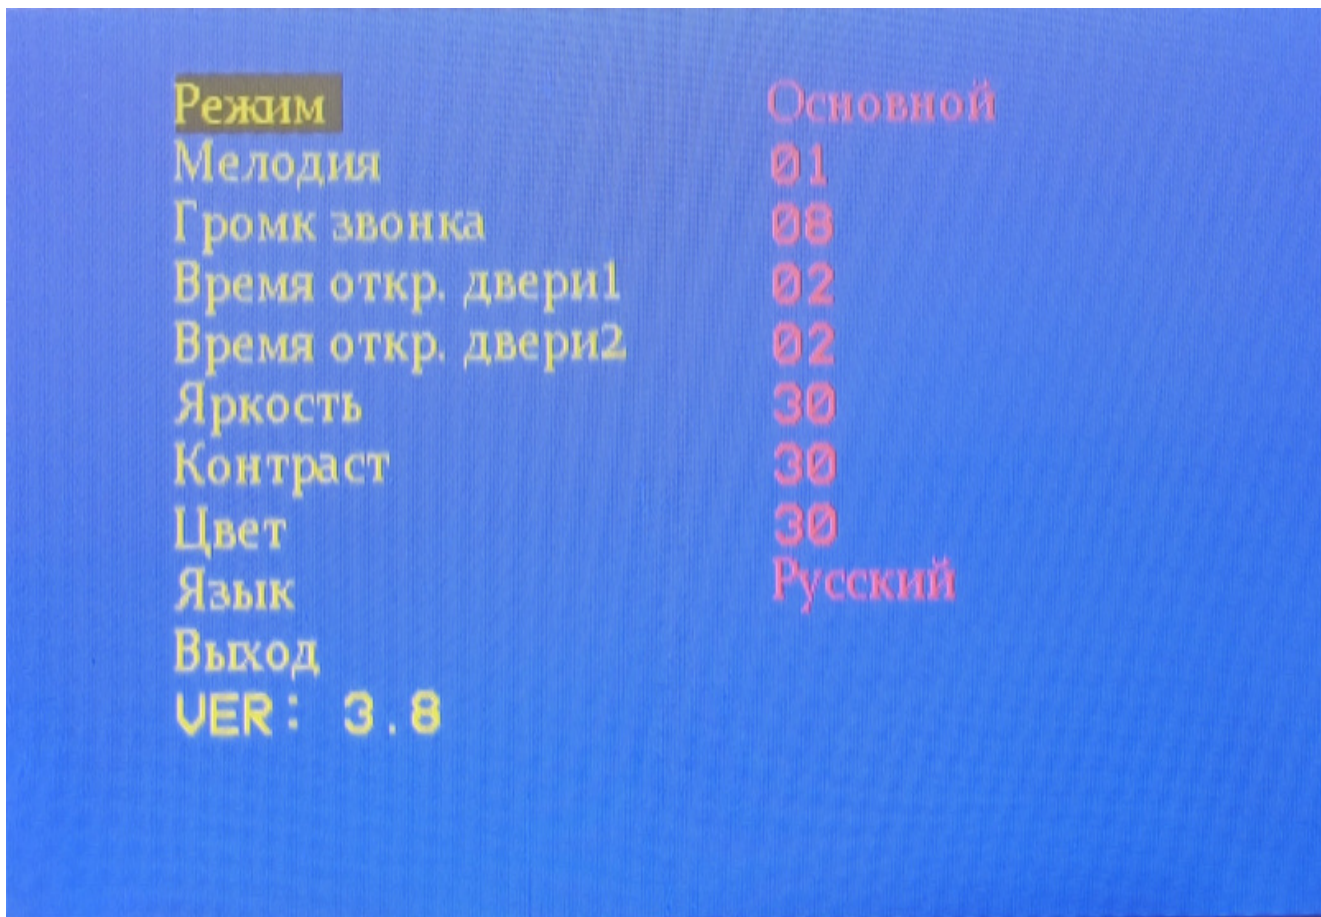 Режим Основной
Мелодия 01
Громк звонка 08
Время откр. двери1 02
Время откр. двери2 02
Яркость 30
Контраст 30
Цвет 30
Язык Русский
Выход
VER: 3.8